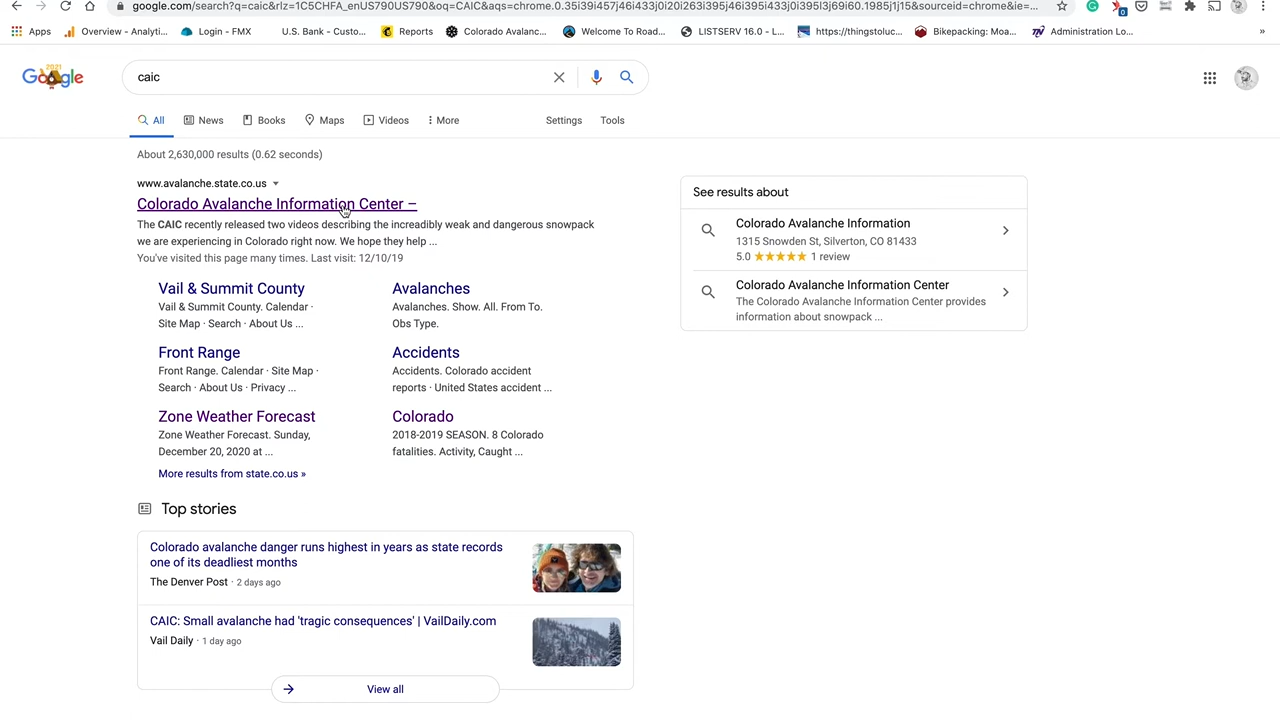 google.com/search?q=caic&rlz=1C5CHFA_enUS790US790&oq=CAIC&aqs=chrome.0.35i39i457j46i433j0i20i263i395j46i395i433j0i395l3j69i60.1985j1j15&sourceid=chrome&ie=...
Apps Overview - Analyti... Login - FMX U.S. Bank - Custo... Reports Colorado Avalanc... Welcome To Road... LISTSERV 16.0 - L... https://thingstoluc... Bikepacking: Moa... Administration Lo... »
2021
Google
caic
All News Books Maps Videos More Settings Tools
About 2,630,000 results (0.62 seconds)
www.avalanche.state.co.us
Colorado Avalanche Information Center –
The CAIC recently released two videos describing the incredibly weak and dangerous snowpack
we are experiencing in Colorado right now. We hope they help ...
You've visited this page many times. Last visit: 12/10/19
Vail & Summit County
Vail & Summit County. Calendar ·
Site Map · Search · About Us ...
Avalanches
Avalanches. Show. All. From To.
Obs Type.
Front Range
Front Range. Calendar · Site Map ·
Search · About Us · Privacy ...
Accidents
Accidents. Colorado accident
reports · United States accident ...
Zone Weather Forecast
Zone Weather Forecast. Sunday,
December 20, 2020 at ...
Colorado
2018-2019 SEASON. 8 Colorado
fatalities. Activity, Caught ...
More results from state.co.us »
Top stories
Colorado avalanche danger runs highest in years as state records
one of its deadliest months
The Denver Post · 2 days ago
CAIC: Small avalanche had 'tragic consequences' | VailDaily.com
Vail Daily · 1 day ago
View all
See results about
Colorado Avalanche Information
1315 Snowden St, Silverton, CO 81433
5.0 ★★★★★ 1 review
Colorado Avalanche Information Center
The Colorado Avalanche Information Center provides
information about snowpack ...